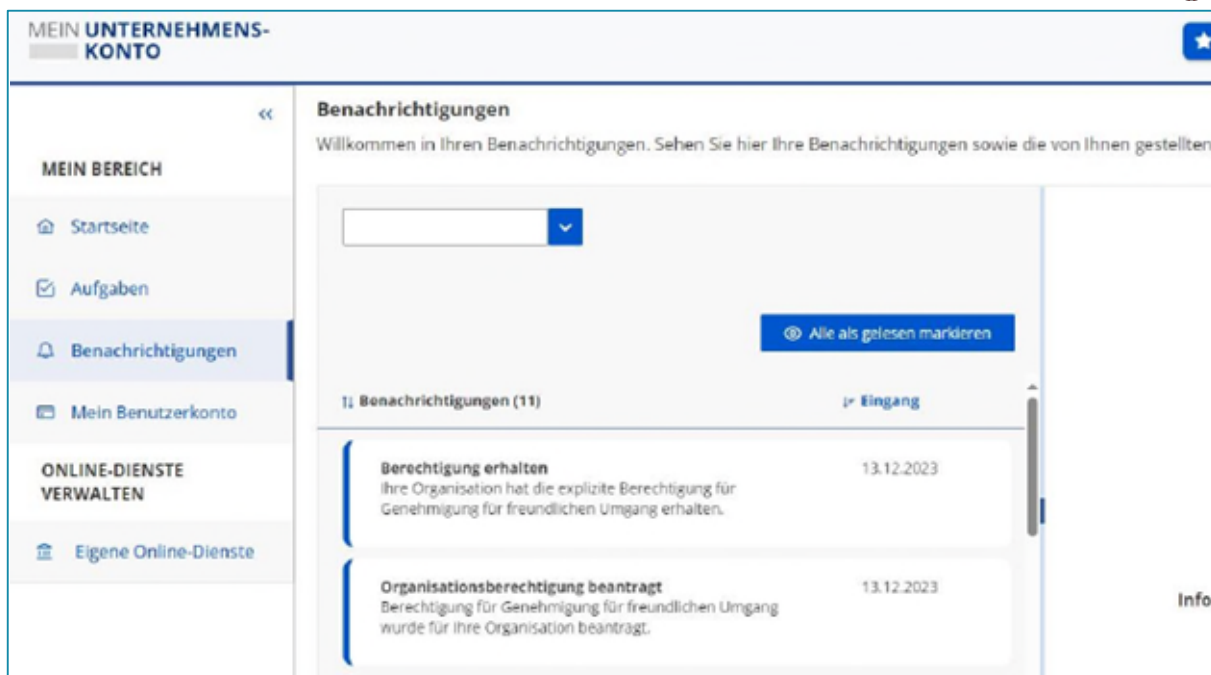 MEIN UNTERNEHMENS-
KONTO
«
MEIN BEREICH
Startseite
Aufgaben
Benachrichtigungen
Mein Benutzerkonto
ONLINE-DIENSTE
VERWALTEN
Eigene Online-Dienste
Benachrichtigungen
Willkommen in Ihren Benachrichtigungen. Sehen Sie hier Ihre Benachrichtigungen sowie die von Ihnen gestellten
Alle als gelesen markieren
Benachrichtigungen (11) Eingang
Berechtigung erhalten 13.12.2023
Ihre Organisation hat die explizite Berechtigung für
Genehmigung für freundlichen Umgang erhalten.
Organisationsberechtigung beantragt 13.12.2023
Berechtigung für Genehmigung für freundlichen Umgang
wurde für Ihre Organisation beantragt.
Info